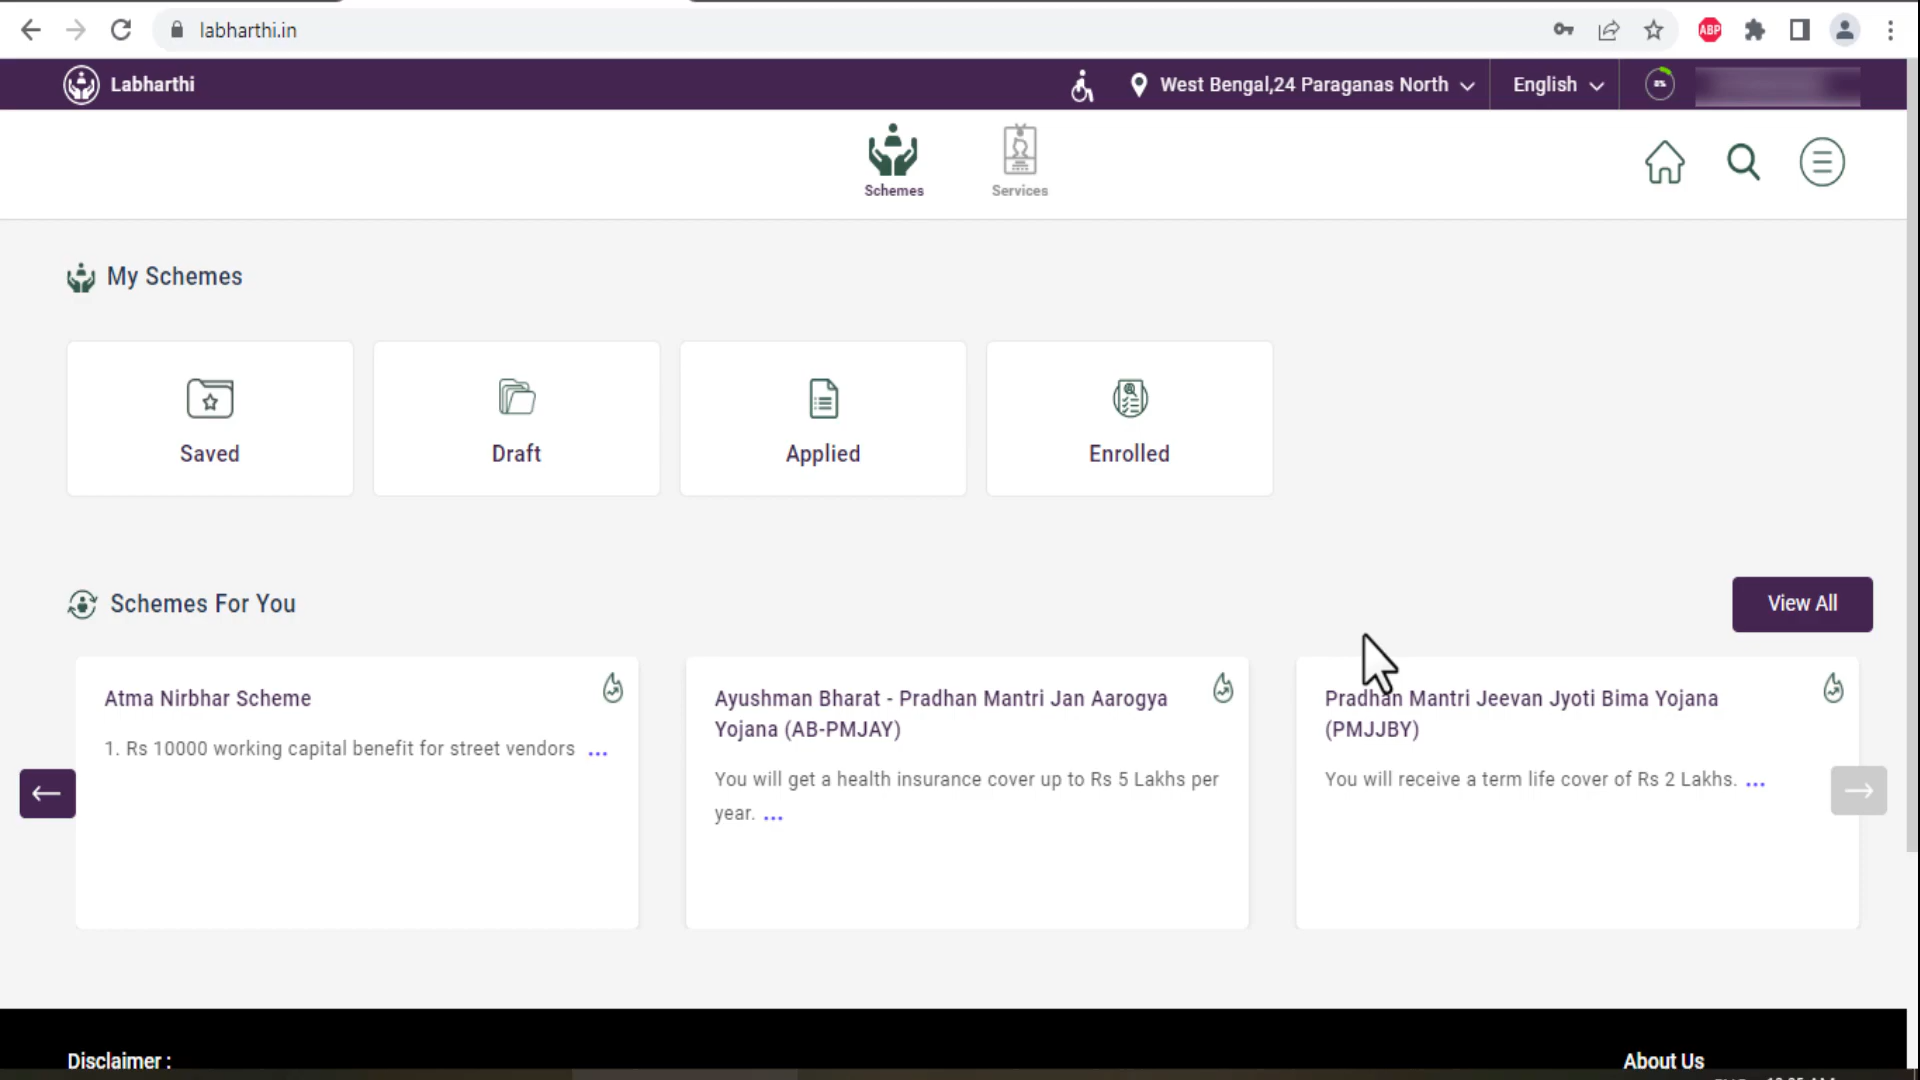 labharthi.in
ABP
Labharthi
West Bengal,24 Paraganas North
English
Schemes
Services
My Schemes
Saved
Draft
Applied
Enrolled
Schemes For You
View All
Atma Nirbhar Scheme
1. Rs 10000 working capital benefit for street vendors ...
Ayushman Bharat - Pradhan Mantri Jan Aarogya
Yojana (AB-PMJAY)
You will get a health insurance cover up to Rs 5 Lakhs per
year. ...
Pradhan Mantri Jeevan Jyoti Bima Yojana
(PMJJBY)
You will receive a term life cover of Rs 2 Lakhs. ...
Disclaimer :
About Us